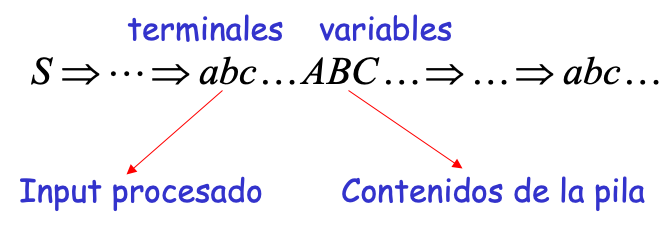 terminales variables
S ⇒ ⋯ ⇒ abc…ABC… ⇒ … ⇒ abc…
Input procesado Contenidos de la pila